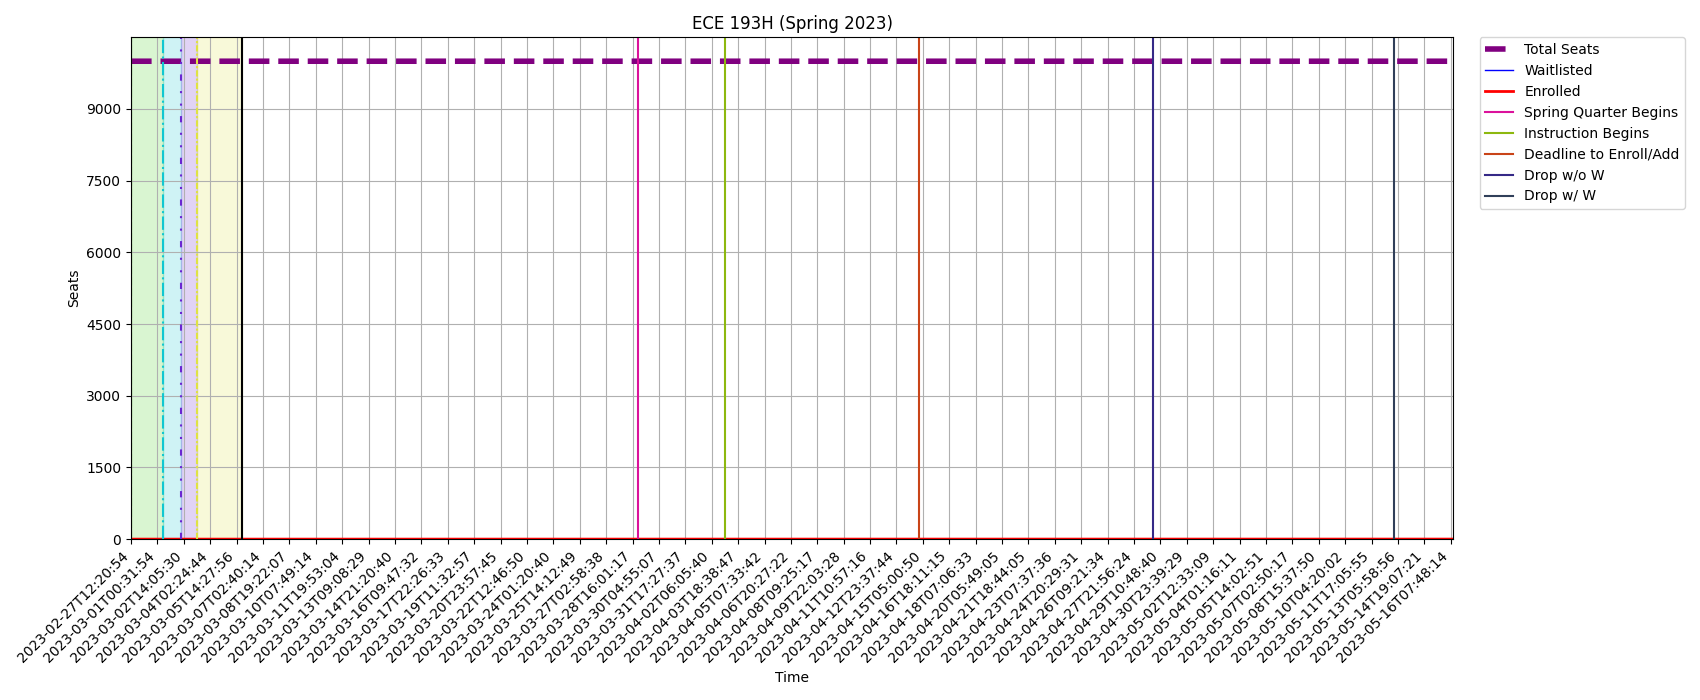 ECE 193H (Spring 2023)
Total Seats
Waitlisted
Enrolled
Spring Quarter Begins
Instruction Begins
Deadline to Enroll/Add
Drop w/o W
Drop w/ W
Seats
9000
7500
6000
4500
3000
1500
0
2023-02-27T12:20:54
2023-03-01T00:31:54
2023-03-02T14:05:30
2023-03-04T02:24:44
2023-03-05T14:27:56
2023-03-07T02:40:14
2023-03-08T19:22:07
2023-03-10T07:49:14
2023-03-11T19:53:04
2023-03-13T09:08:29
2023-03-14T21:20:40
2023-03-16T09:47:32
2023-03-17T22:26:33
2023-03-19T11:32:57
2023-03-20T23:57:45
2023-03-22T12:46:50
2023-03-24T01:20:40
2023-03-25T14:12:49
2023-03-27T02:58:38
2023-03-28T16:01:17
2023-03-30T04:55:07
2023-03-31T17:27:37
2023-04-02T06:05:40
2023-04-03T18:38:47
2023-04-05T07:33:42
2023-04-06T20:27:22
2023-04-08T09:25:17
2023-04-09T22:03:28
2023-04-11T10:57:16
2023-04-12T23:37:44
2023-04-15T05:00:50
2023-04-16T18:11:15
2023-04-18T07:06:33
2023-04-20T05:49:05
2023-04-21T18:44:05
2023-04-23T07:37:36
2023-04-24T20:29:31
2023-04-26T09:21:34
2023-04-27T21:56:24
2023-04-29T10:48:40
2023-04-30T23:39:29
2023-05-02T12:33:09
2023-05-04T01:16:11
2023-05-05T14:02:51
2023-05-07T02:50:17
2023-05-08T15:37:50
2023-05-10T04:20:02
2023-05-11T17:05:55
2023-05-13T05:58:56
2023-05-14T19:07:21
2023-05-16T07:48:14
Time